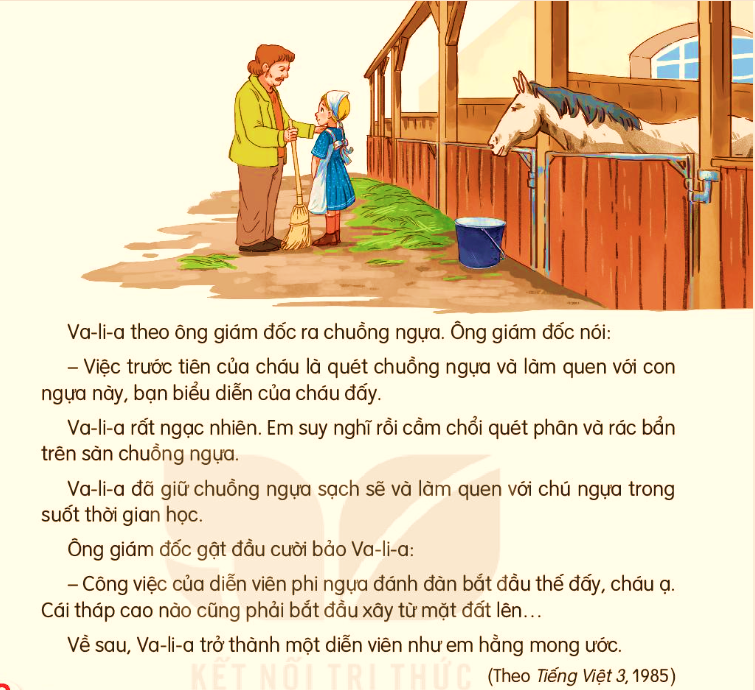 Va-li-a theo ông giám đốc ra chuồng ngựa. Ông giám đốc nói:
– Việc trước tiên của cháu là quét chuồng ngựa và làm quen với con
ngựa này, bạn biểu diễn của cháu đấy.
Va-li-a rất ngạc nhiên. Em suy nghĩ rồi cầm chổi quét phân và rác bẩn
trên sàn chuồng ngựa.
Va-li-a đã giữ chuồng ngựa sạch sẽ và làm quen với chú ngựa trong
suốt thời gian học.
Ông giám đốc gật đầu cười bảo Va-li-a:
– Công việc của diễn viên phi ngựa đánh đàn bắt đầu thế đấy, cháu ạ.
Cái tháp cao nào cũng phải bắt đầu xây từ mặt đất lên...
Về sau, Va-li-a trở thành một diễn viên như em hằng mong ước.
KẾT NỐI TRI THỨC
(Theo Tiếng Việt 3, 1985)